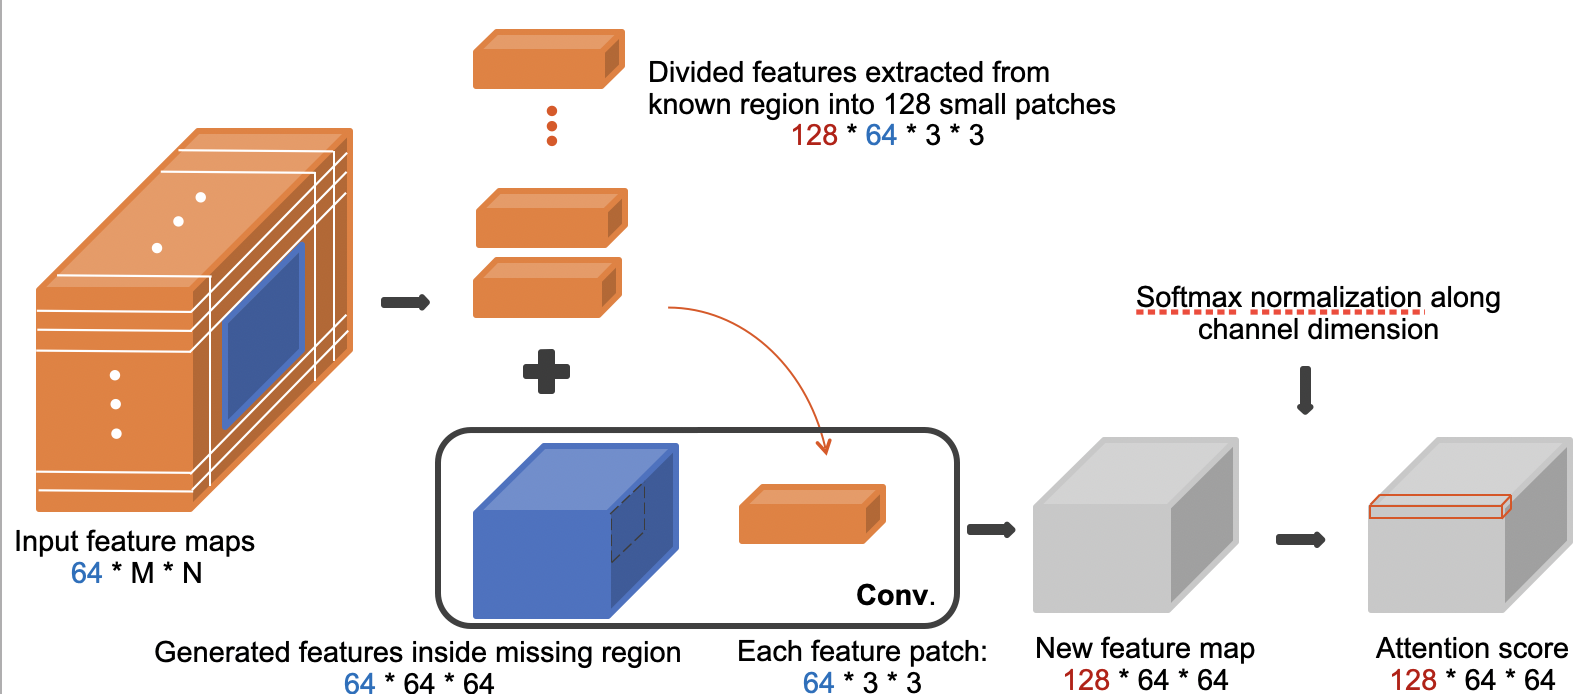 Divided features extracted from
known region into 128 small patches
128 * 64 * 3 * 3
Softmax normalization along
channel dimension
Input feature maps
64 * M * N
Conv.
Generated features inside missing region
64 * 64 * 64
Each feature patch:
64 * 3 * 3
New feature map
128 * 64 * 64
Attention score
128 * 64 * 64